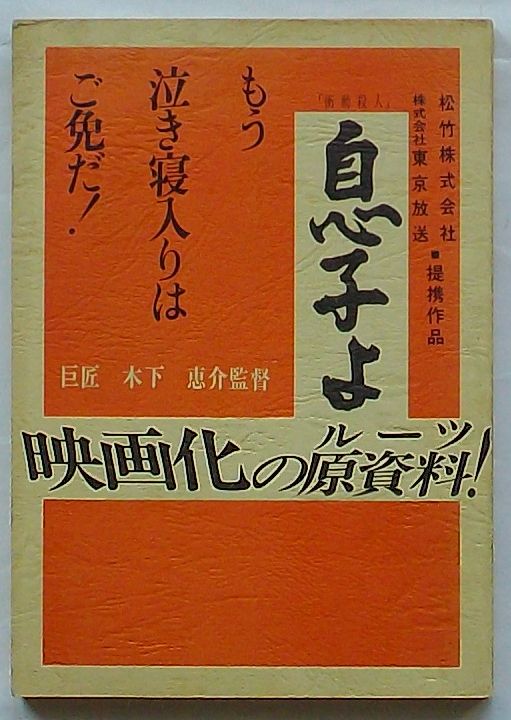 松竹株式会社
株式会社東京放送■提携作品
「衝動殺人」
息子よ
もう
泣き寝入りは
ご免だ!
巨匠 木下 恵介監督
ルーツ
映画化の原資料!